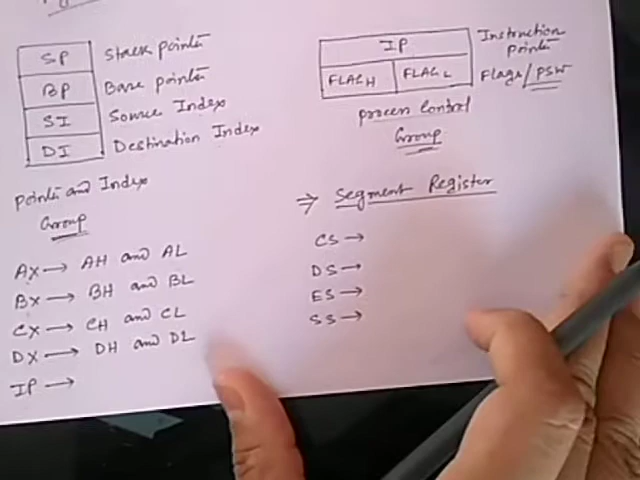 SP Stack pointer
BP Base pointer
SI Source Index
DI Destination Index
pointer and Index
Group
AX → AH and AL
BX → BH and BL
CX → CH and CL
DX → DH and DL
IP →
IP Instruction pointer
FLAGH FLAGL Flags/PSW
process control
Group
⇒ Segment Register
CS →
DS →
ES →
SS →